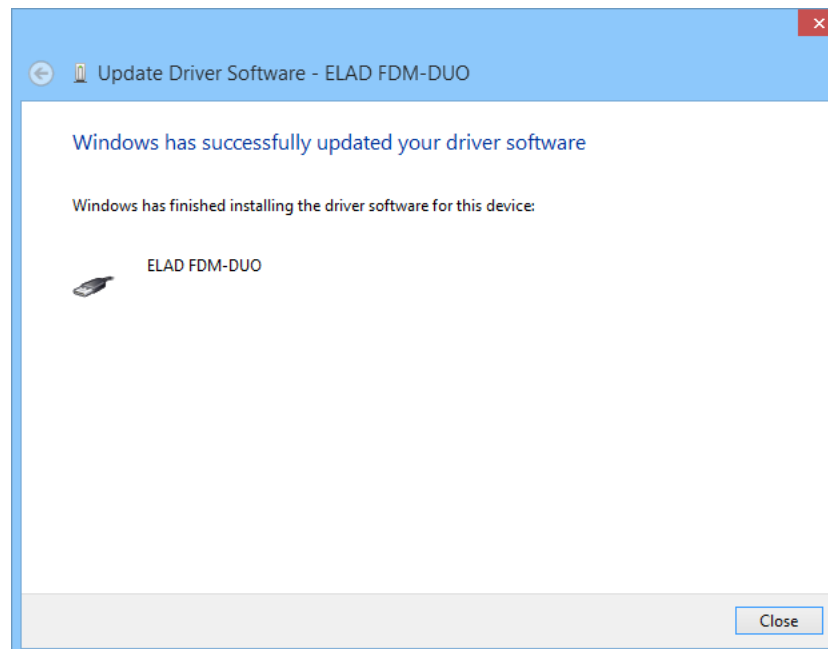 Update Driver Software - ELAD FDM-DUO
Windows has successfully updated your driver software
Windows has finished installing the driver software for this device:
ELAD FDM-DUO
Close